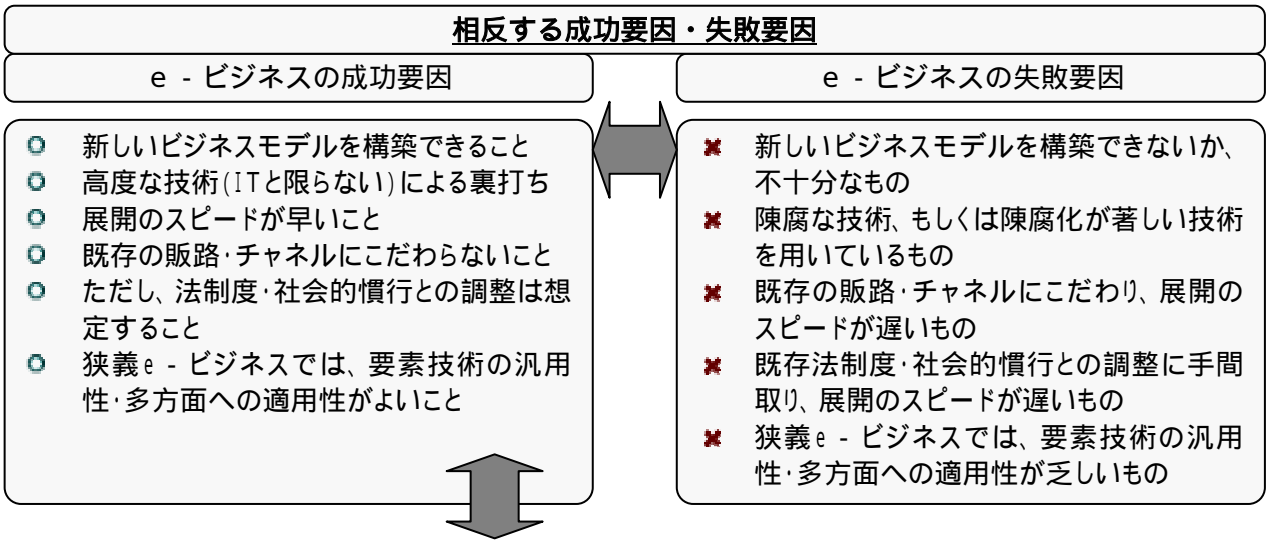 相反する成功要因・失敗要因
e - ビジネスの成功要因
新しいビジネスモデルを構築できること
高度な技術(ITと限らない)による裏打ち
展開のスピードが早いこと
既存の販路・チャネルにこだわらないこと
ただし、法制度・社会的慣行との調整は想
定すること
狭義e - ビジネスでは、要素技術の汎用
性・多方面への適用性がよいこと
e - ビジネスの失敗要因
新しいビジネスモデルを構築できないか、
不十分なもの
陳腐な技術、もしくは陳腐化が著しい技術
を用いているもの
既存の販路・チャネルにこだわり、展開の
スピードが遅いもの
既存法制度・社会的慣行との調整に手間
取り、展開のスピードが遅いもの
狭義e - ビジネスでは、要素技術の汎用
性・多方面への適用性が乏しいもの